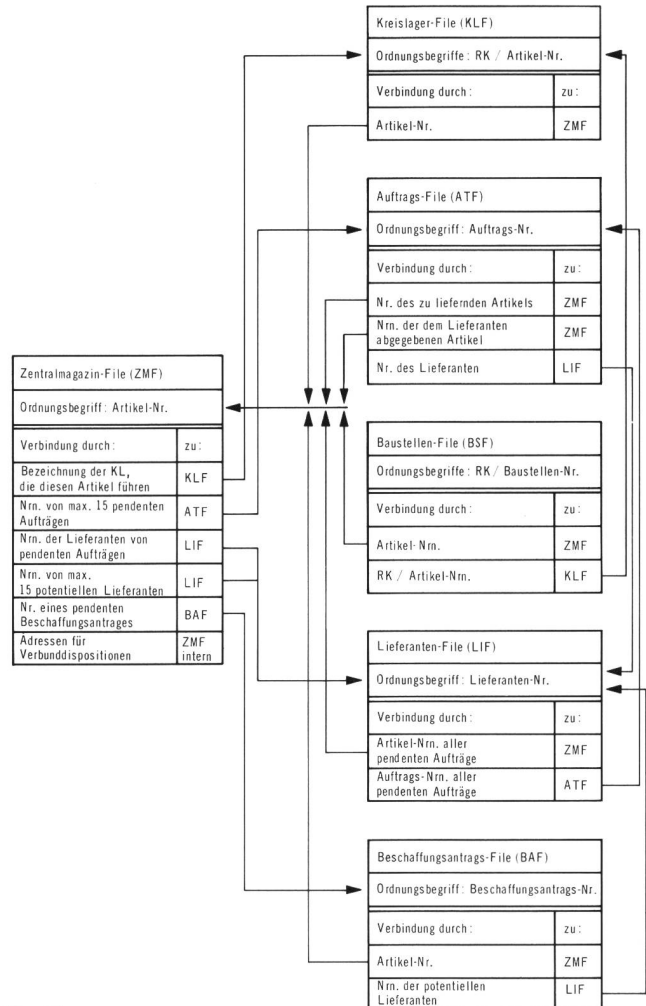 Kreislager-File (KLF)
Ordnungsbegriffe: RK / Artikel-Nr.
Verbindung durch: zu:
Artikel-Nr. ZMF
Auftrags-File (ATF)
Ordnungsbegriff: Auftrags-Nr.
Verbindung durch: zu:
Nr. des zu liefernden Artikels ZMF
Nrn. der dem Lieferanten
abgegebenen Artikel ZMF
Nr. des Lieferanten LIF
Zentralmagazin-File (ZMF)
Ordnungsbegriff: Artikel-Nr.
Verbindung durch: zu:
Bezeichnung der KL,
die diesen Artikel führen KLF
Nrn. von max. 15 pendenten
Aufträgen ATF
Nrn. der Lieferanten von
pendenten Aufträgen LIF
Nrn. von max.
15 potentiellen Lieferanten LIF
Nr. eines pendenten
Beschaffungsantrages BAF
Adressen für
Verbunddispositionen ZMF
intern
Baustellen-File (BSF)
Ordnungsbegriffe: RK / Baustellen-Nr.
Verbindung durch: zu:
Artikel-Nrn. ZMF
RK / Artikel-Nrn. KLF
Lieferanten-File (LIF)
Ordnungsbegriff: Lieferanten-Nr.
Verbindung durch: zu:
Artikel-Nrn. aller
pendenten Aufträge ZMF
Auftrags-Nrn. aller
pendenten Aufträge ATF
Beschaffungsantrags-File (BAF)
Ordnungsbegriff: Beschaffungsantrags-Nr.
Verbindung durch: zu:
Artikel-Nr. ZMF
Nrn. der potentiellen
Lieferanten LIF